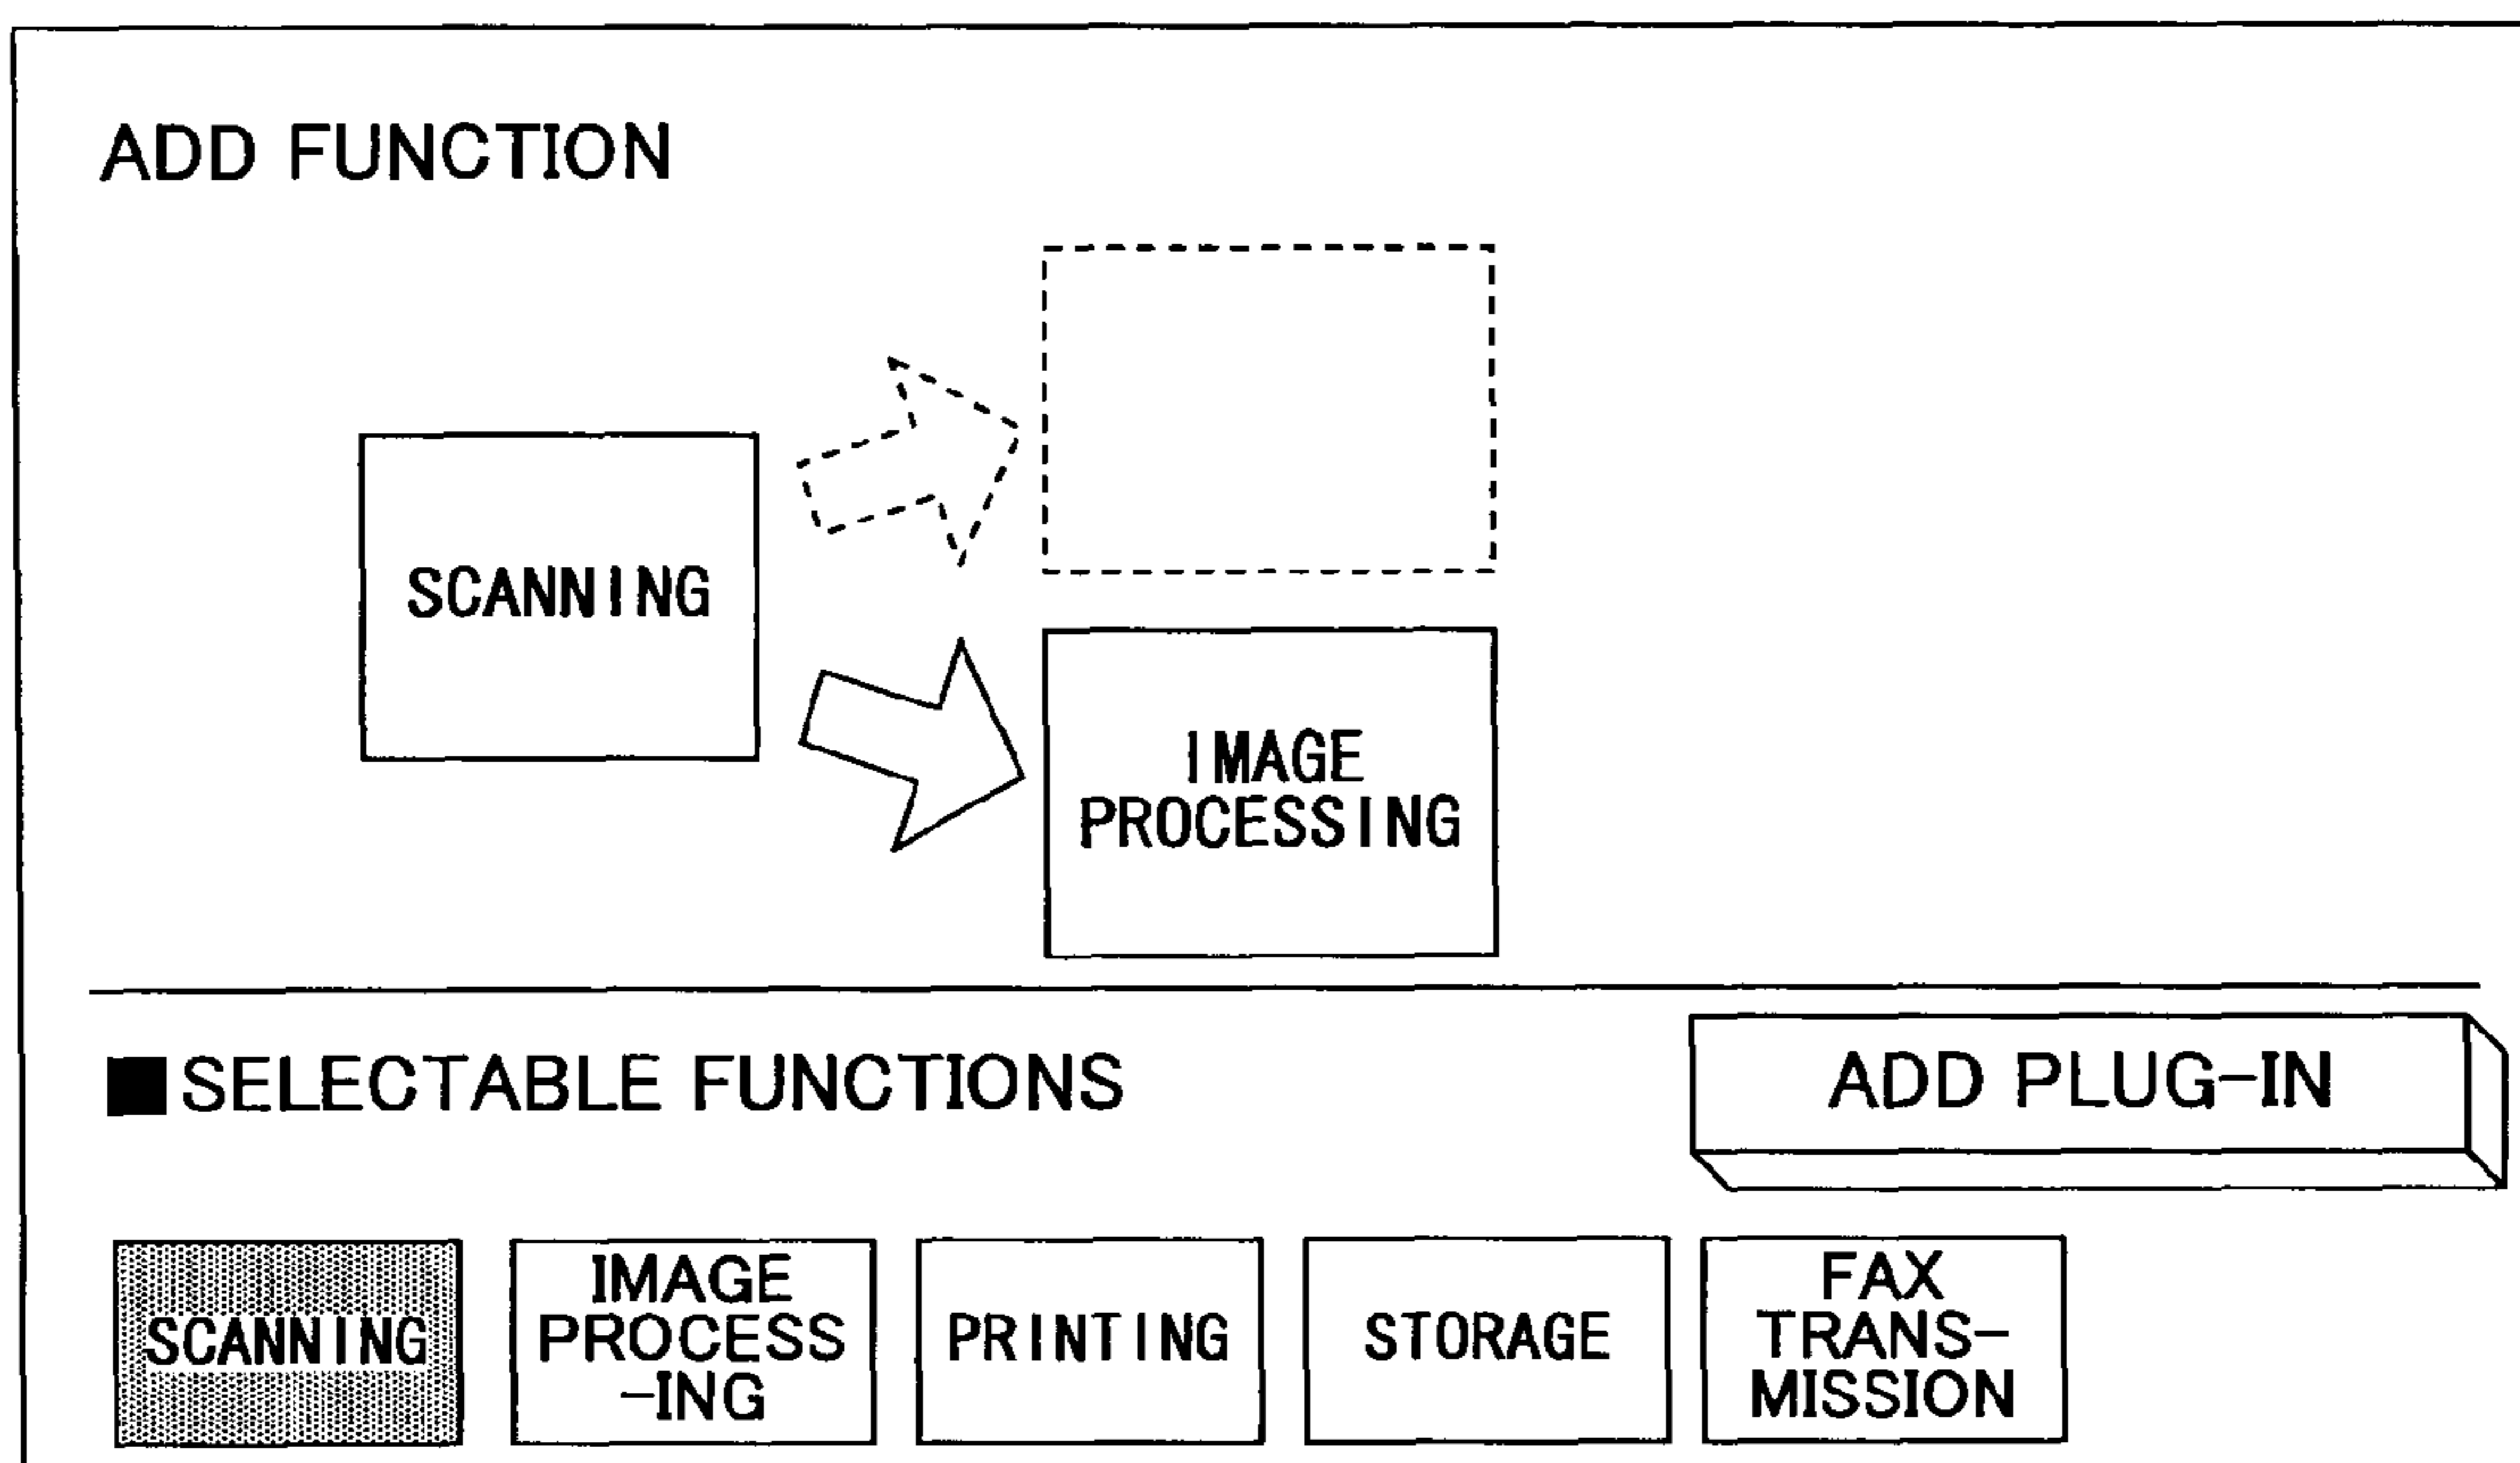 ADD FUNCTION
SCANNING
IMAGE
PROCESSING
■SELECTABLE FUNCTIONS
ADD PLUG-IN
SCANNING
IMAGE
PROCESS
-ING
PRINTING
STORAGE
FAX
TRANS-
MISSION